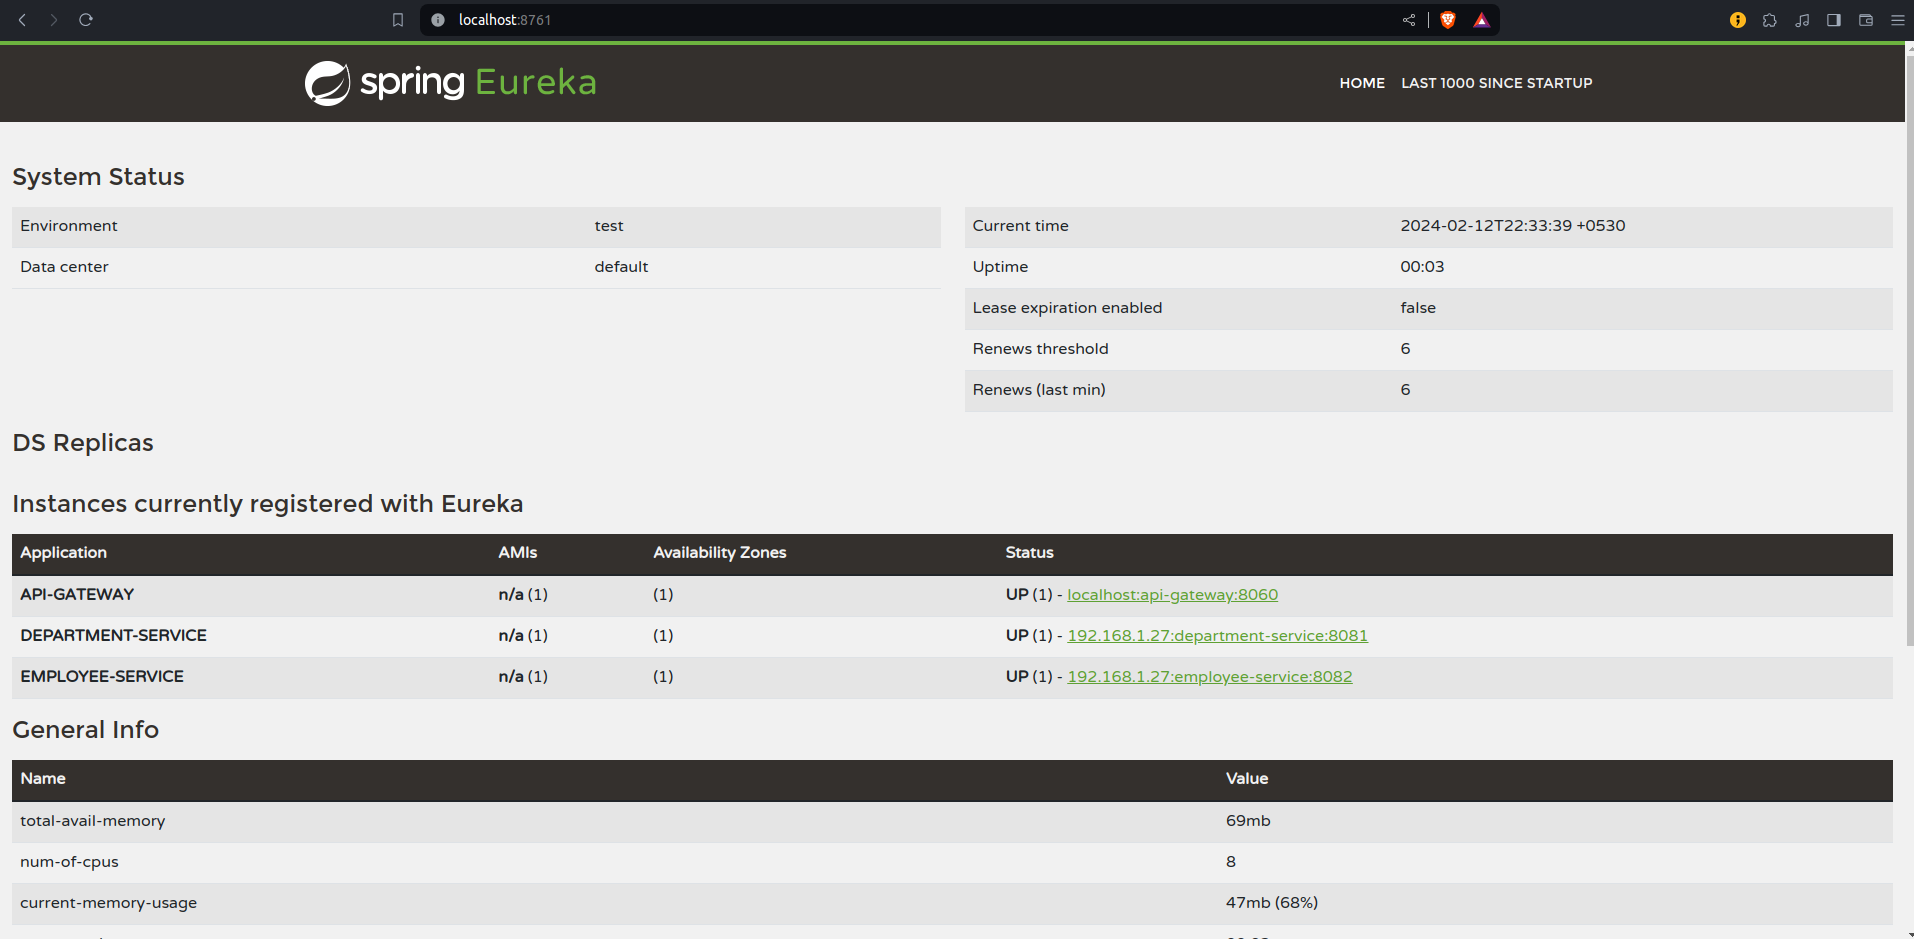 localhost:8761
spring Eureka
HOME LAST 1000 SINCE STARTUP
System Status
Environment test
Data center default
Current time 2024-02-12T22:33:39 +0530
Uptime 00:03
Lease expiration enabled false
Renews threshold 6
Renews (last min) 6
DS Replicas
Instances currently registered with Eureka
Application AMIs Availability Zones Status
API-GATEWAY n/a (1) (1) UP (1) - localhost:api-gateway:8060
DEPARTMENT-SERVICE n/a (1) (1) UP (1) - 192.168.1.27:department-service:8081
EMPLOYEE-SERVICE n/a (1) (1) UP (1) - 192.168.1.27:employee-service:8082
General Info
Name Value
total-avail-memory 69mb
num-of-cpus 8
current-memory-usage 47mb (68%)